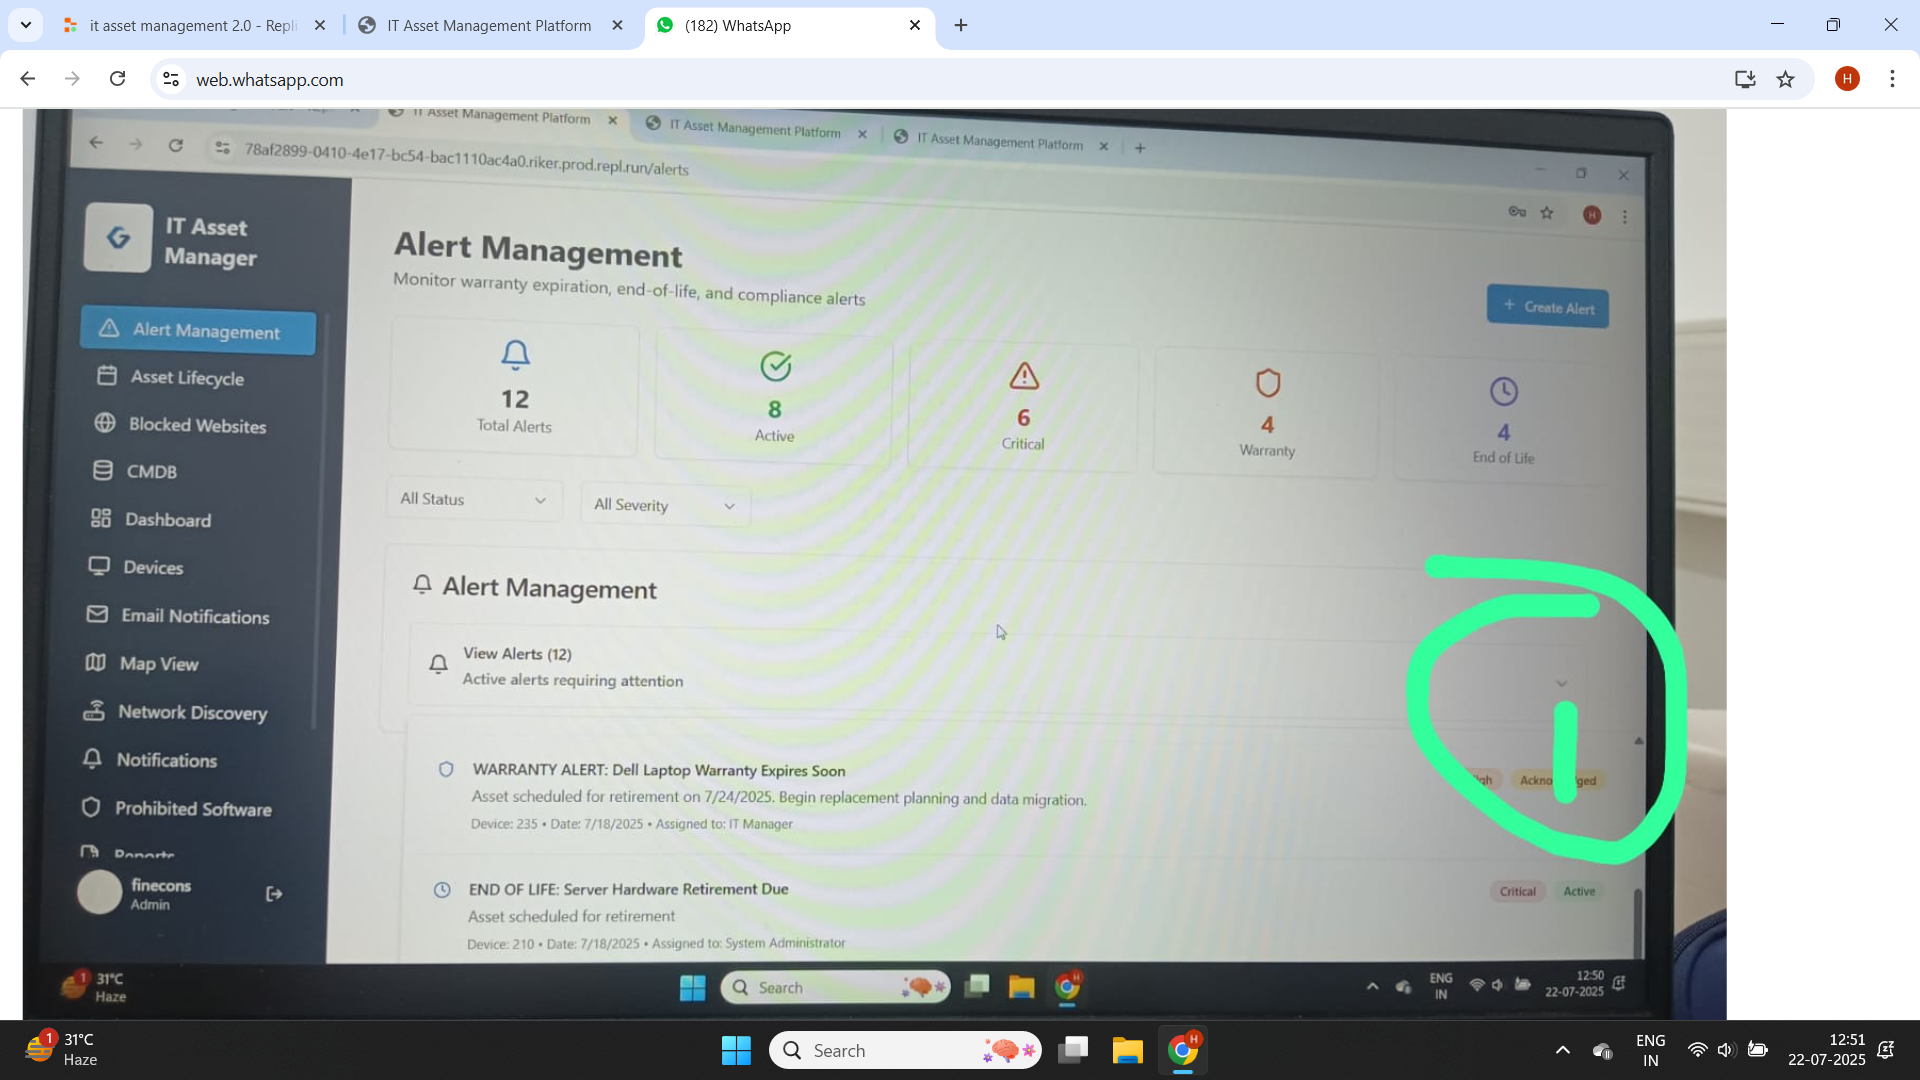 it asset management 2.0 - Repli
IT Asset Management Platform
(182) WhatsApp
web.whatsapp.com
H
IT Asset Management Platform
IT Asset Management Platform
IT Asset Management Platform
78af2899-0410-4e17-bc54-bac1110ac4a0.riker.prod.repl.run/alerts
H
IT Asset
Manager
Alert Management
Asset Lifecycle
Blocked Websites
CMDB
Dashboard
Devices
Email Notifications
Map View
Network Discovery
Notifications
Prohibited Software
Reports
finecons
Admin
Alert Management
Monitor warranty expiration, end-of-life, and compliance alerts
+ Create Alert
12
Total Alerts
8
Active
6
Critical
4
Warranty
4
End of Life
All Status
All Severity
Alert Management
View Alerts (12)
Active alerts requiring attention
1
WARRANTY ALERT: Dell Laptop Warranty Expires Soon
Asset scheduled for retirement on 7/24/2025. Begin replacement planning and data migration.
Device: 235 • Date: 7/18/2025 • Assigned to: IT Manager
END OF LIFE: Server Hardware Retirement Due
Critical
Active
Asset scheduled for retirement
Device: 210 • Date: 7/18/2025 • Assigned to: System Administrator
1
31°C
Haze
Search
H
ENG
IN
12:50
22-07-2025
1
31°C
Haze
Search
H
ENG
IN
12:51
22-07-2025